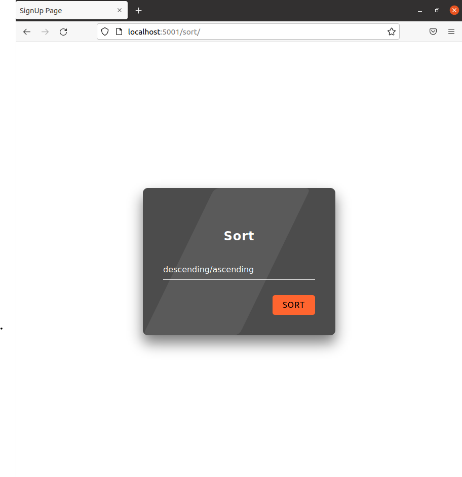 SignUp Page
localhost:5001/sort/
Sort
descending/ascending
SORT